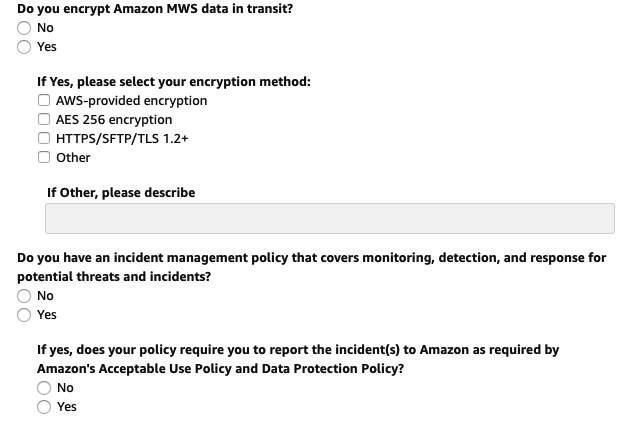 Do you encrypt Amazon MWS data in transit?
No
Yes
If Yes, please select your encryption method:
AWS-provided encryption
AES 256 encryption
HTTPS/SFTP/TLS 1.2+
Other
If Other, please describe
Do you have an incident management policy that covers monitoring, detection, and response for
potential threats and incidents?
No
Yes
If yes, does your policy require you to report the incident(s) to Amazon as required by
Amazon's Acceptable Use Policy and Data Protection Policy?
No
Yes